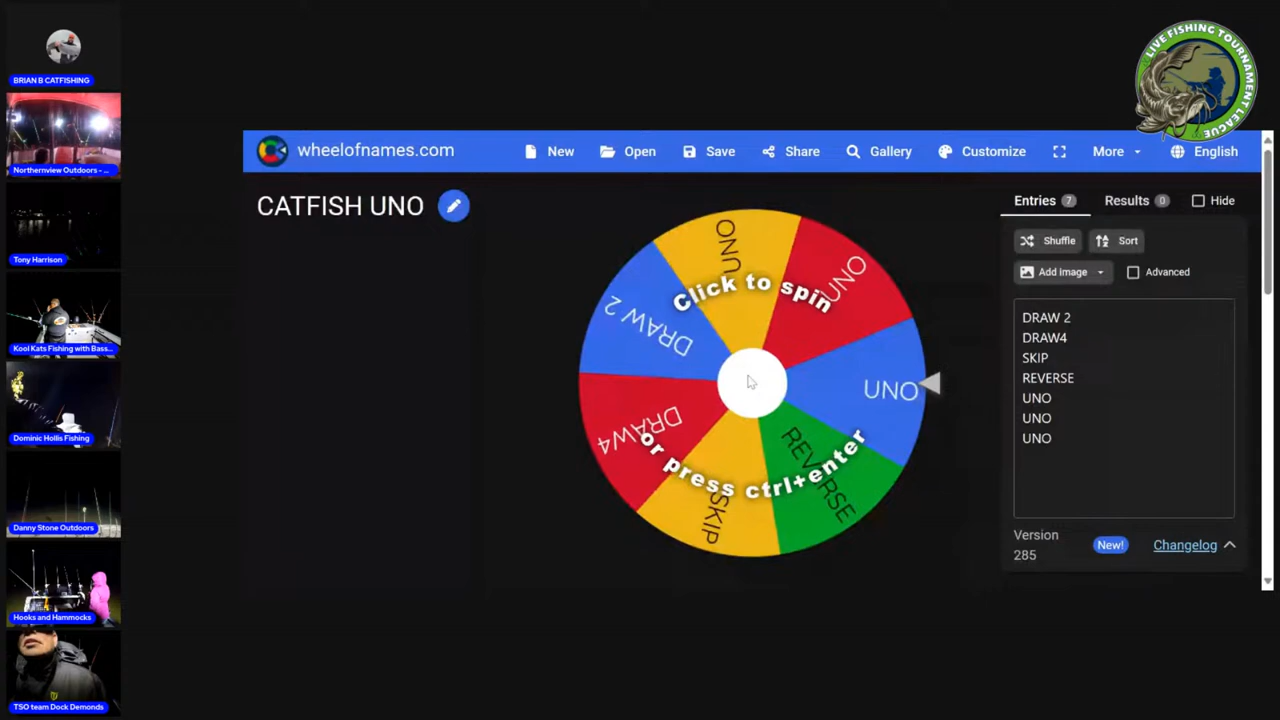 BRIAN B CATFISHING
Northernview Outdoors - ...
Tony Harrison
Kool Kats Fishing with Bass...
Dominic Hollis Fishing
Danny Stone Outdoors
Hooks and Hammocks
TSO team Dock Demonds
LIVE FISHING TOURNAMENT LEAGUE
wheelofnames.com
New
Open
Save
Share
Gallery
Customize
More
English
CATFISH UNO
UNO
UNO
UNO
REVERSE
SKIP
DRAW4
DRAW 2
Click to spin
or press ctrl+enter
Entries 7
Results 0
Hide
Shuffle
Sort
Add image
Advanced
DRAW 2
DRAW4
SKIP
REVERSE
UNO
UNO
UNO
Version
285
New!
Changelog